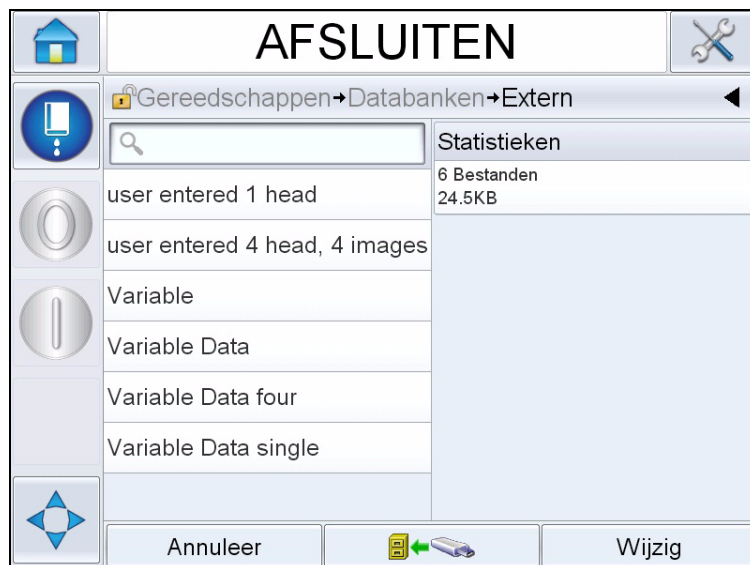 AFSLUITEN
Gereedschappen→Databanken→Extern
Statistieken
6 Bestanden
24.5KB
user entered 1 head
user entered 4 head, 4 images
Variable
Variable Data
Variable Data four
Variable Data single
Annuleer
Wijzig